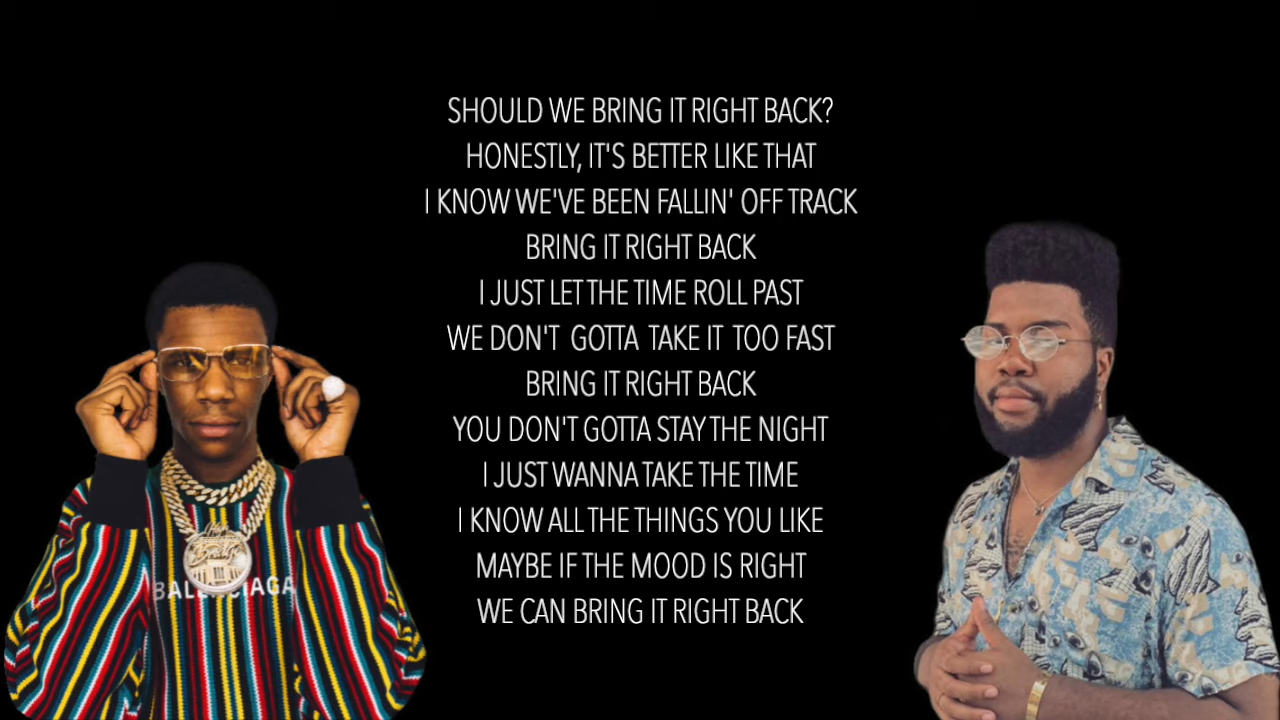 SHOULD WE BRING IT RIGHT BACK?
HONESTLY, IT'S BETTER LIKE THAT
I KNOW WE'VE BEEN FALLIN' OFF TRACK
BRING IT RIGHT BACK
I JUST LET THE TIME ROLL PAST
WE DON'T GOTTA TAKE IT TOO FAST
BRING IT RIGHT BACK
YOU DON'T GOTTA STAY THE NIGHT
I JUST WANNA TAKE THE TIME
I KNOW ALL THE THINGS YOU LIKE
MAYBE IF THE MOOD IS RIGHT
WE CAN BRING IT RIGHT BACK
Highbridge
BALENCIAGA